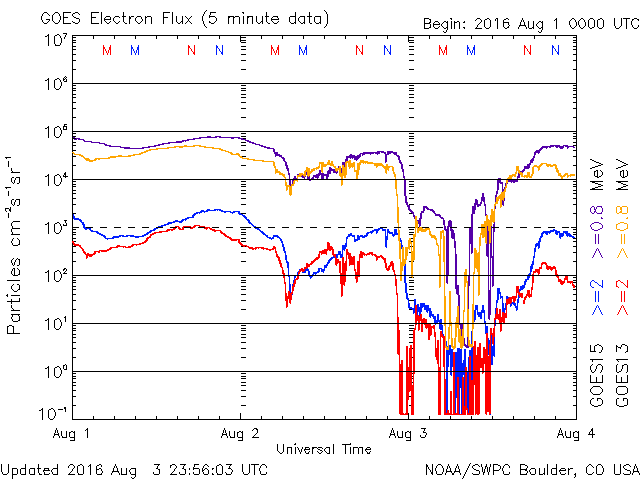 GOES Electron Flux (5 minute data)
Begin: 2016 Aug 1 0000 UTC
M M N N M M N N M M N N
10⁷
10⁶
10⁵
10⁴
10³
10²
10¹
10⁰
10⁻¹
Particles cm⁻²s⁻¹sr⁻¹
Aug 1 Aug 2 Aug 3 Aug 4
Universal Time
GOES15 >=2 >=0.8 MeV
GOES13 >=2 >=0.8 MeV
Updated 2016 Aug 3 23:56:03 UTC
NOAA/SWPC Boulder, CO USA